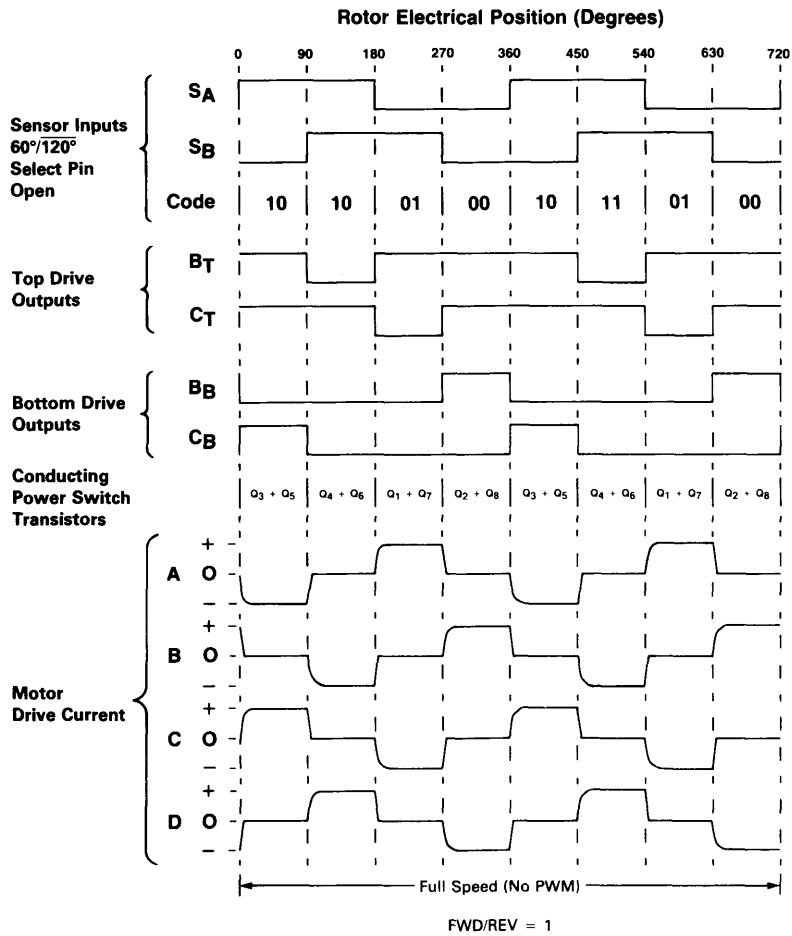 Rotor Electrical Position (Degrees)
0 90 180 270 360 450 540 630 720
Sensor Inputs
60°/120°
Select Pin
Open
SA
SB
Code 10 10 01 00 10 11 01 00
Top Drive
Outputs
BT
CT
Bottom Drive
Outputs
BB
CB
Conducting
Power Switch
Transistors
Q3 + Q5 Q4 + Q6 Q1 + Q7 Q2 + Q8 Q3 + Q5 Q4 + Q6 Q1 + Q7 Q2 + Q8
Motor
Drive Current
+
A O
−
+
B O
−
+
C O
−
+
D O
−
Full Speed (No PWM)
FWD/REV = 1